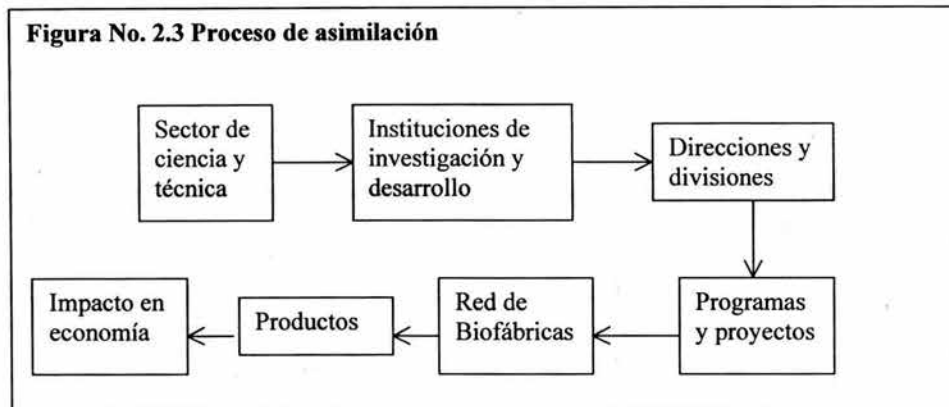 Figura No. 2.3 Proceso de asimilación
Sector de
ciencia y
técnica
Instituciones de
investigación y
desarrollo
Direcciones y
divisiones
Programas
y proyectos
Red de
Biofábricas
Productos
Impacto en
economía